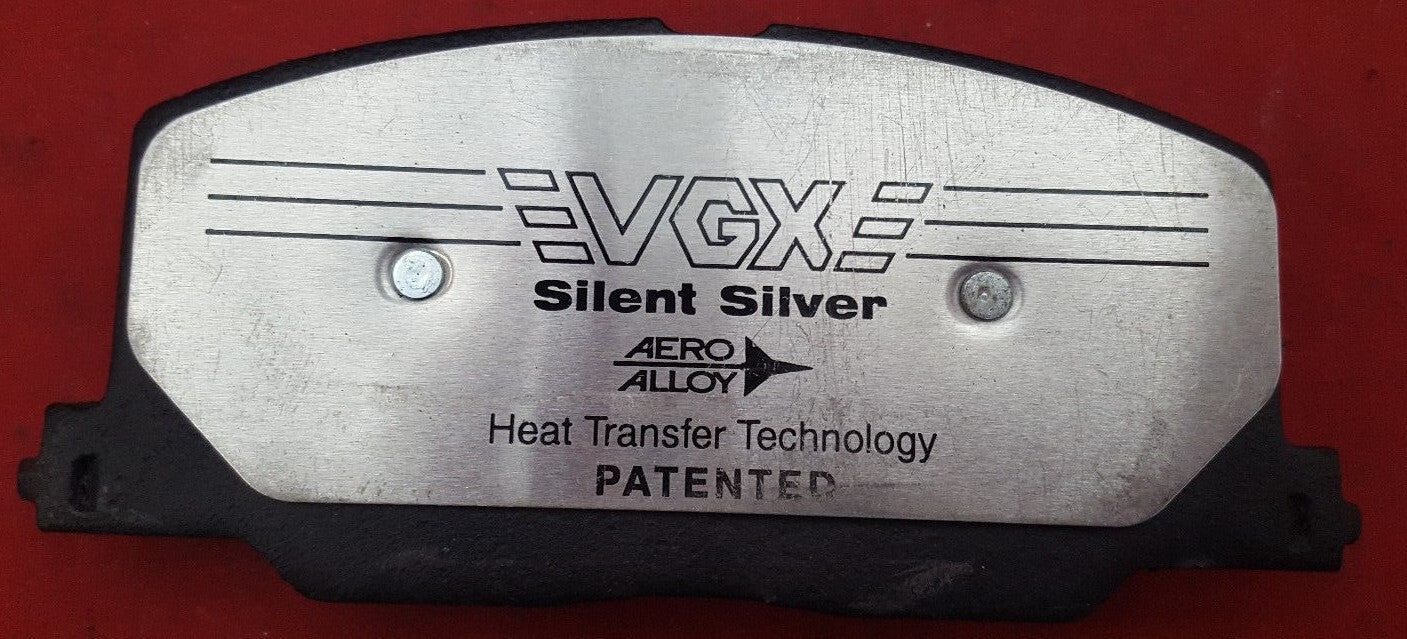 VGX
Silent Silver
AERO
ALLOY
Heat Transfer Technology
PATENTED